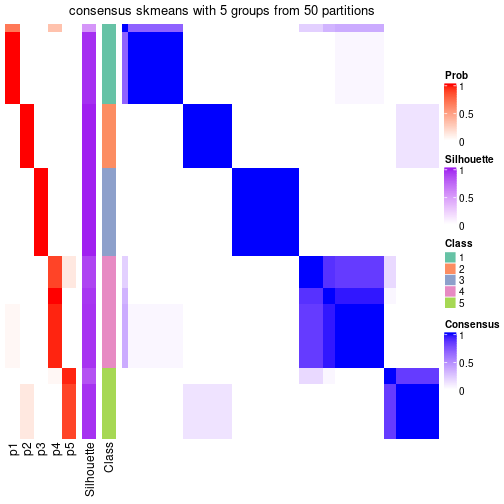 consensus skmeans with 5 groups from 50 partitions
Prob
1
0.5
0
Silhouette
1
0.5
0
Class
1
2
3
4
5
Consensus
1
0.5
0
p1
p2
p3
p4
p5
Silhouette
Class